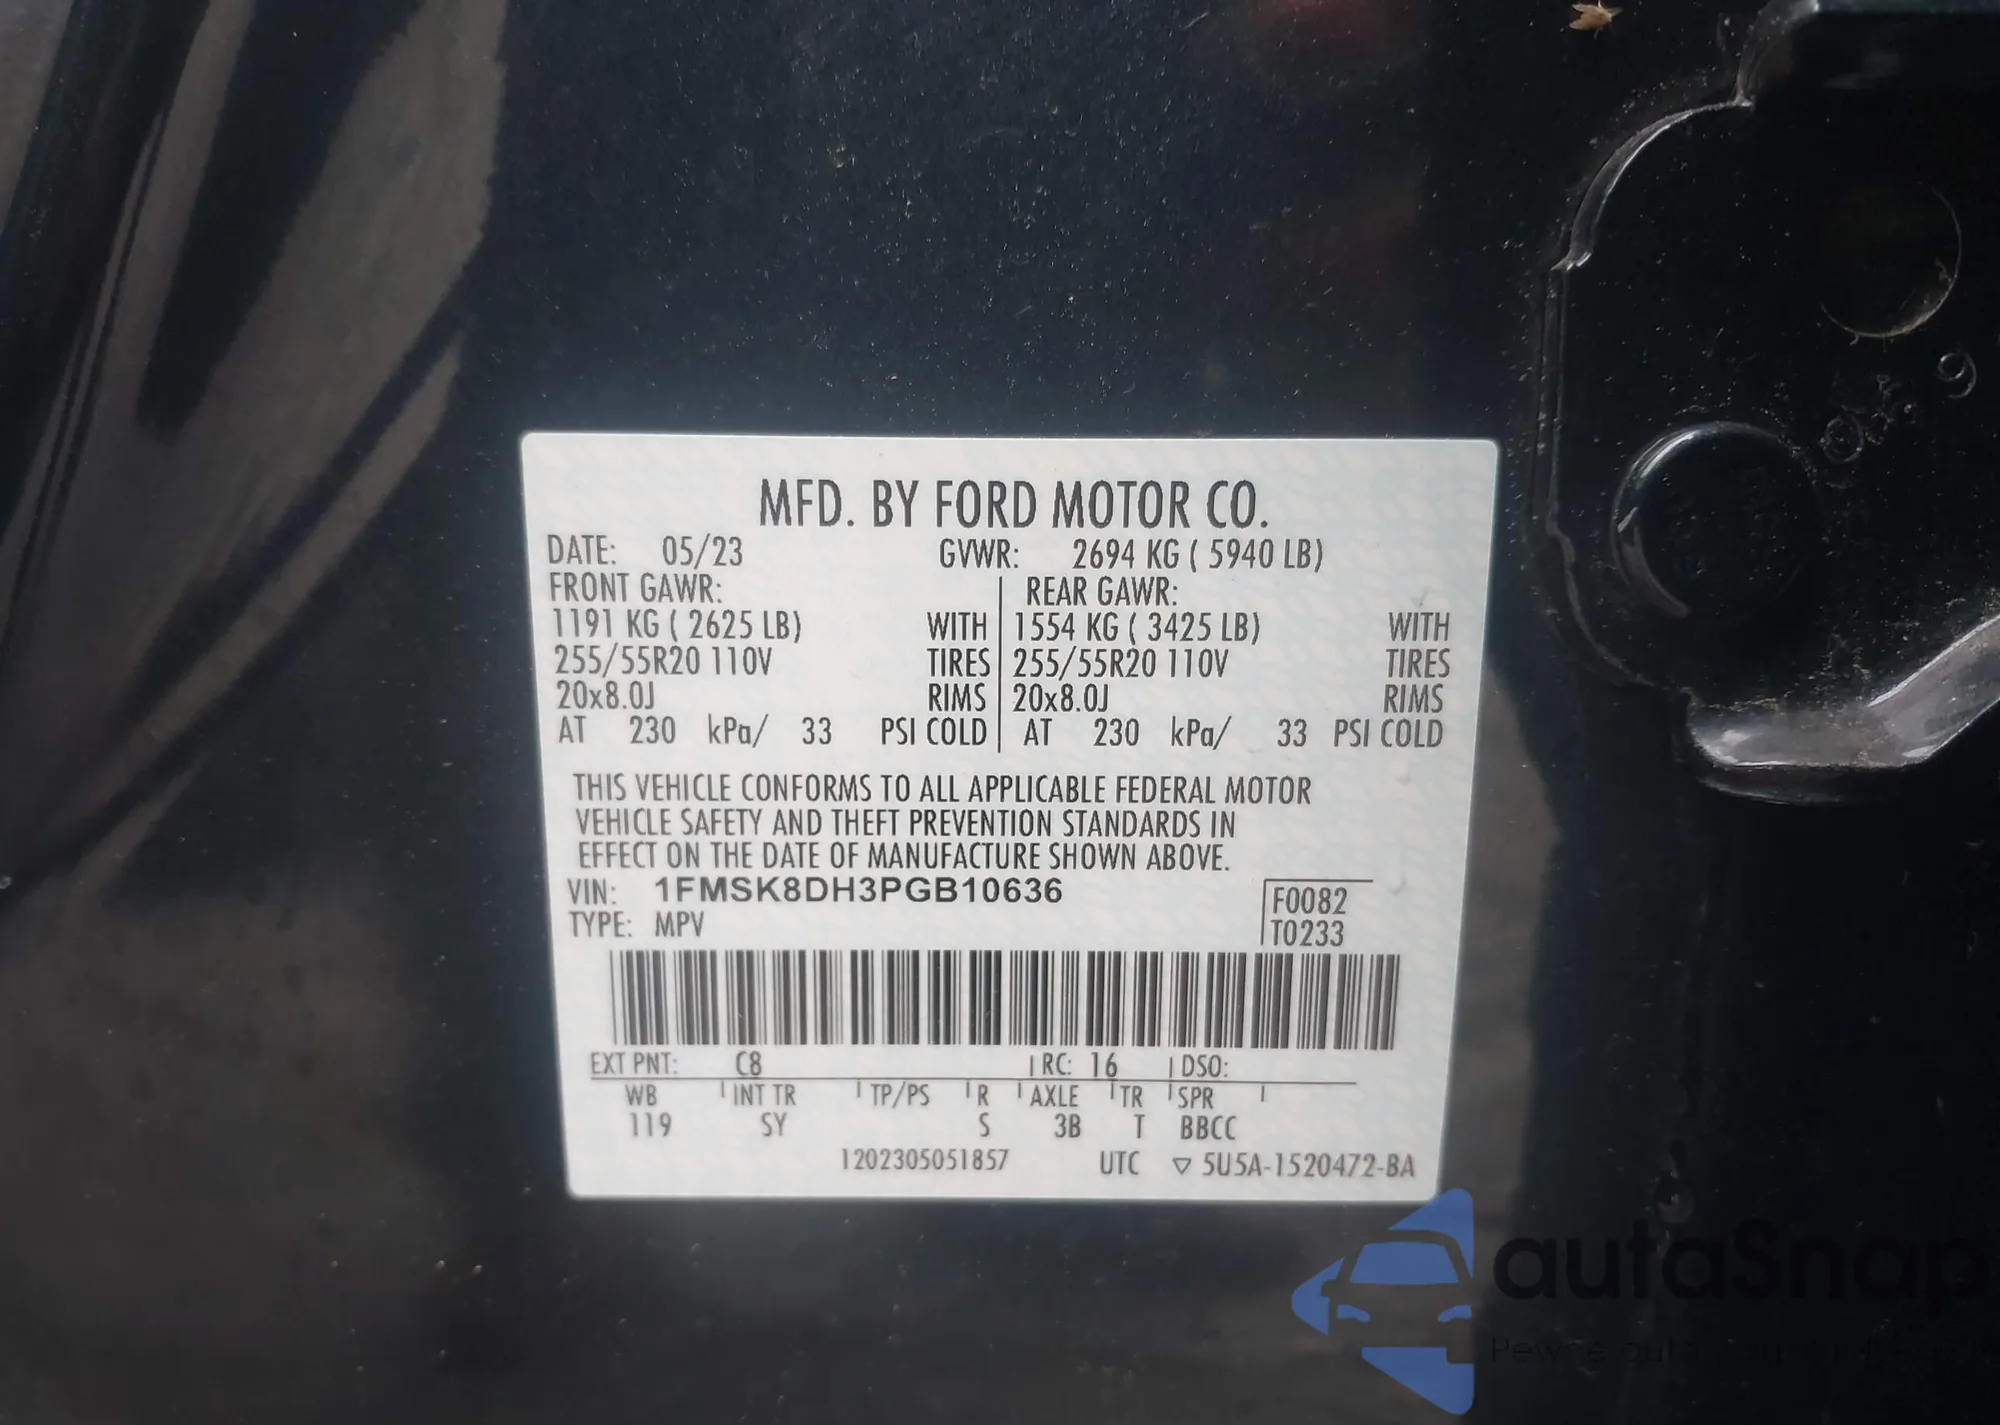 MFD. BY FORD MOTOR CO.
DATE: 05/23 GVWR: 2694 KG ( 5940 LB)
FRONT GAWR: REAR GAWR:
1191 KG ( 2625 LB) WITH 1554 KG ( 3425 LB) WITH
255/55R20 110V TIRES 255/55R20 110V TIRES
20x8.0J RIMS 20x8.0J RIMS
AT 230 kPa/ 33 PSI COLD AT 230 kPa/ 33 PSI COLD
THIS VEHICLE CONFORMS TO ALL APPLICABLE FEDERAL MOTOR
VEHICLE SAFETY AND THEFT PREVENTION STANDARDS IN
EFFECT ON THE DATE OF MANUFACTURE SHOWN ABOVE.
VIN: 1FMSK8DH3PGB10636 F0082
TYPE: MPV T0233
EXT PNT: C8 RC: 16 DSO:
WB INT TR TP/PS R AXLE TR SPR
119 SY S 3B T BBCC
1202305051857 UTC ▽ 5U5A-1520472-BA
autaSnap